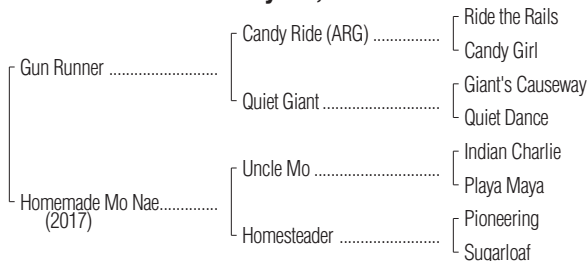 Ride the Rails
Candy Ride (ARG) ................
Candy Girl
Gun Runner ..........................
Giant's Causeway
Quiet Giant ............................
Quiet Dance
Indian Charlie
Uncle Mo ..............................
Playa Maya
Homemade Mo Nae..............
(2017)
Pioneering
Homesteader ........................
Sugarloaf